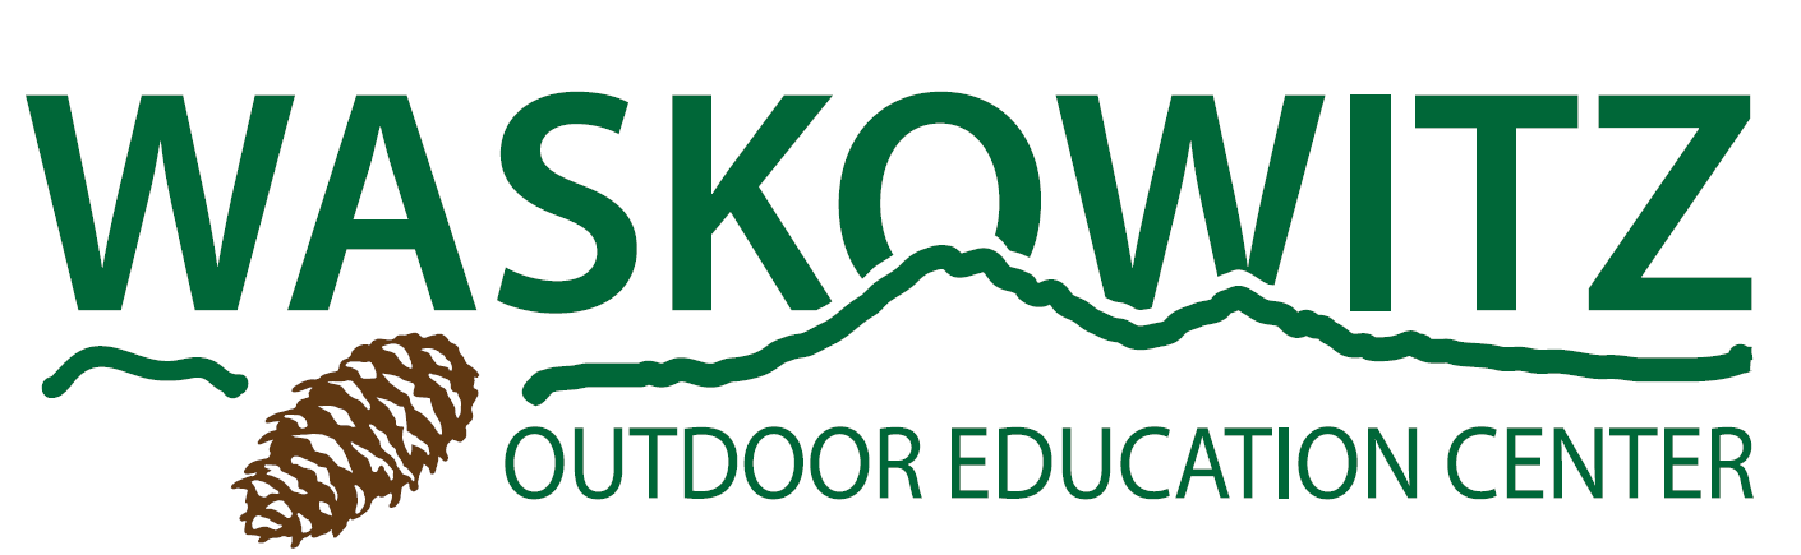 WASKOWITZ
OUTDOOR EDUCATION CENTER